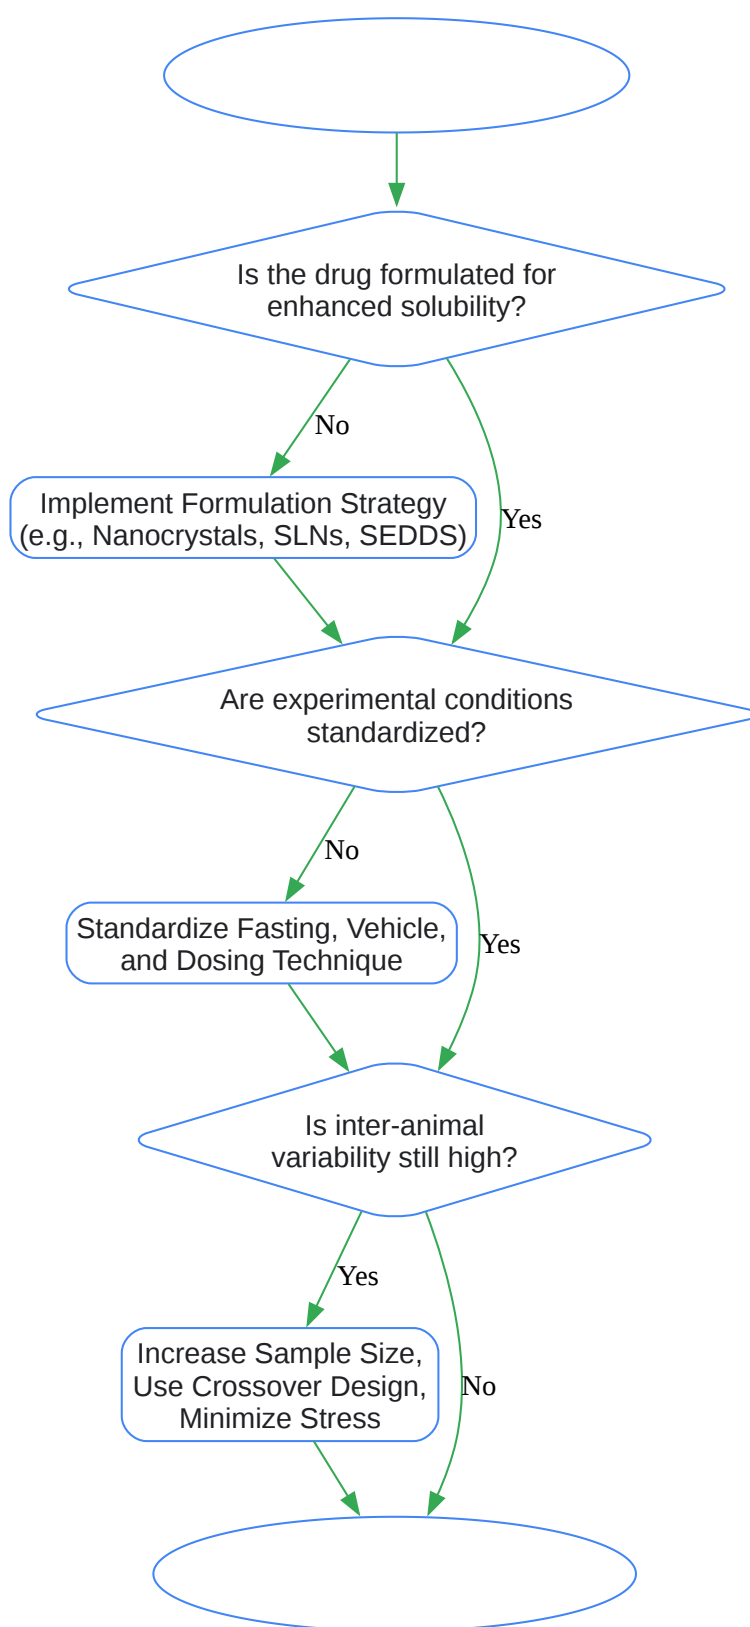 Is the drug formulated for
enhanced solubility?
No
Implement Formulation Strategy
(e.g., Nanocrystals, SLNs, SEDDS)
Yes
Are experimental conditions
standardized?
No
Standardize Fasting, Vehicle,
and Dosing Technique
Yes
Is inter-animal
variability still high?
Yes
Increase Sample Size,
Use Crossover Design,
Minimize Stress
No